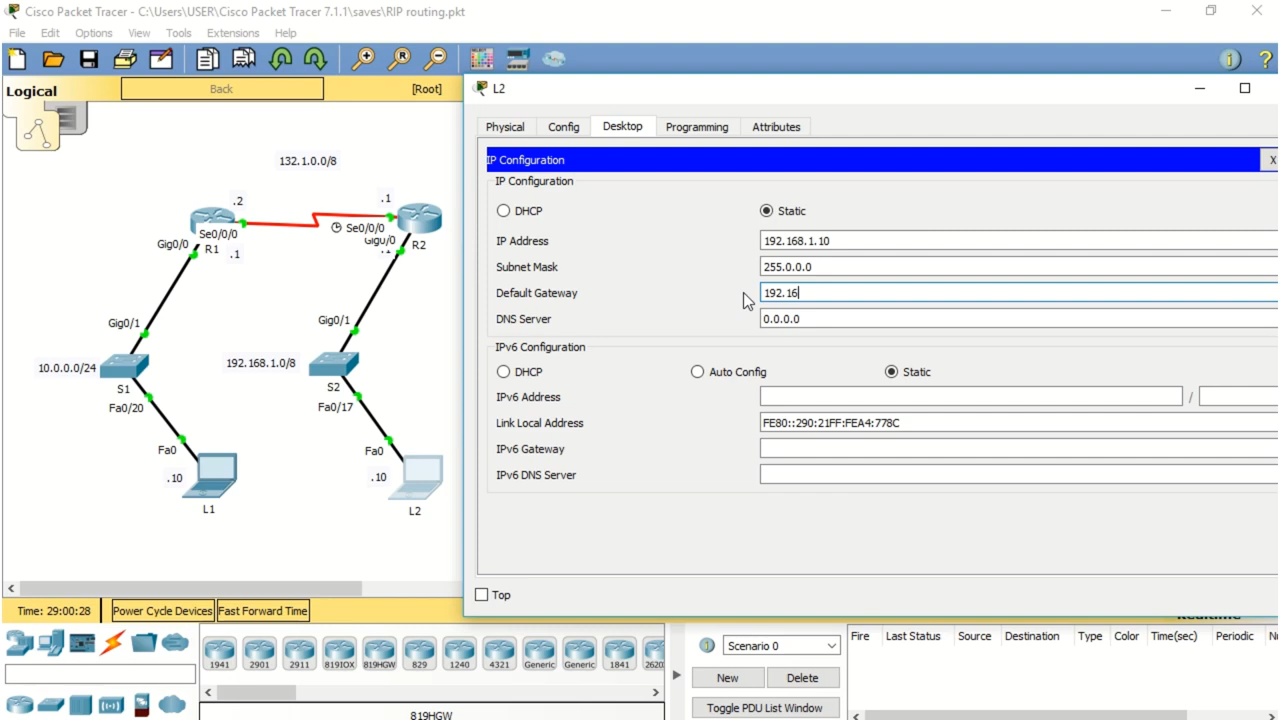 Cisco Packet Tracer - C:\Users\USER\Cisco Packet Tracer 7.1.1\saves\RIP routing.pkt
File Edit Options View Tools Extensions Help
Logical
Back
[Root]
132.1.0.0/8
.2
.1
Se0/0/0
Se0/0/0
Gig0/0
R1
.1
Gig0/0
.1
R2
Gig0/1
Gig0/1
10.0.0.0/24
192.168.1.0/8
S1
S2
Fa0/20
Fa0/17
Fa0
Fa0
.10
.10
L1
L2
L2
Physical Config Desktop Programming Attributes
IP Configuration X
IP Configuration
DHCP Static
IP Address 192.168.1.10
Subnet Mask 255.0.0.0
Default Gateway 192.16
DNS Server 0.0.0.0
IPv6 Configuration
DHCP Auto Config Static
IPv6 Address /
Link Local Address FE80::290:21FF:FEA4:778C
IPv6 Gateway
IPv6 DNS Server
Top
Time: 29:00:28 Power Cycle Devices Fast Forward Time
Realtime
1941 2901 2911 819IOX 819HGW 829 1240 4321 Generic Generic 1841 2620
819HGW
Scenario 0
New Delete
Toggle PDU List Window
Fire Last Status Source Destination Type Color Time(sec) Periodic